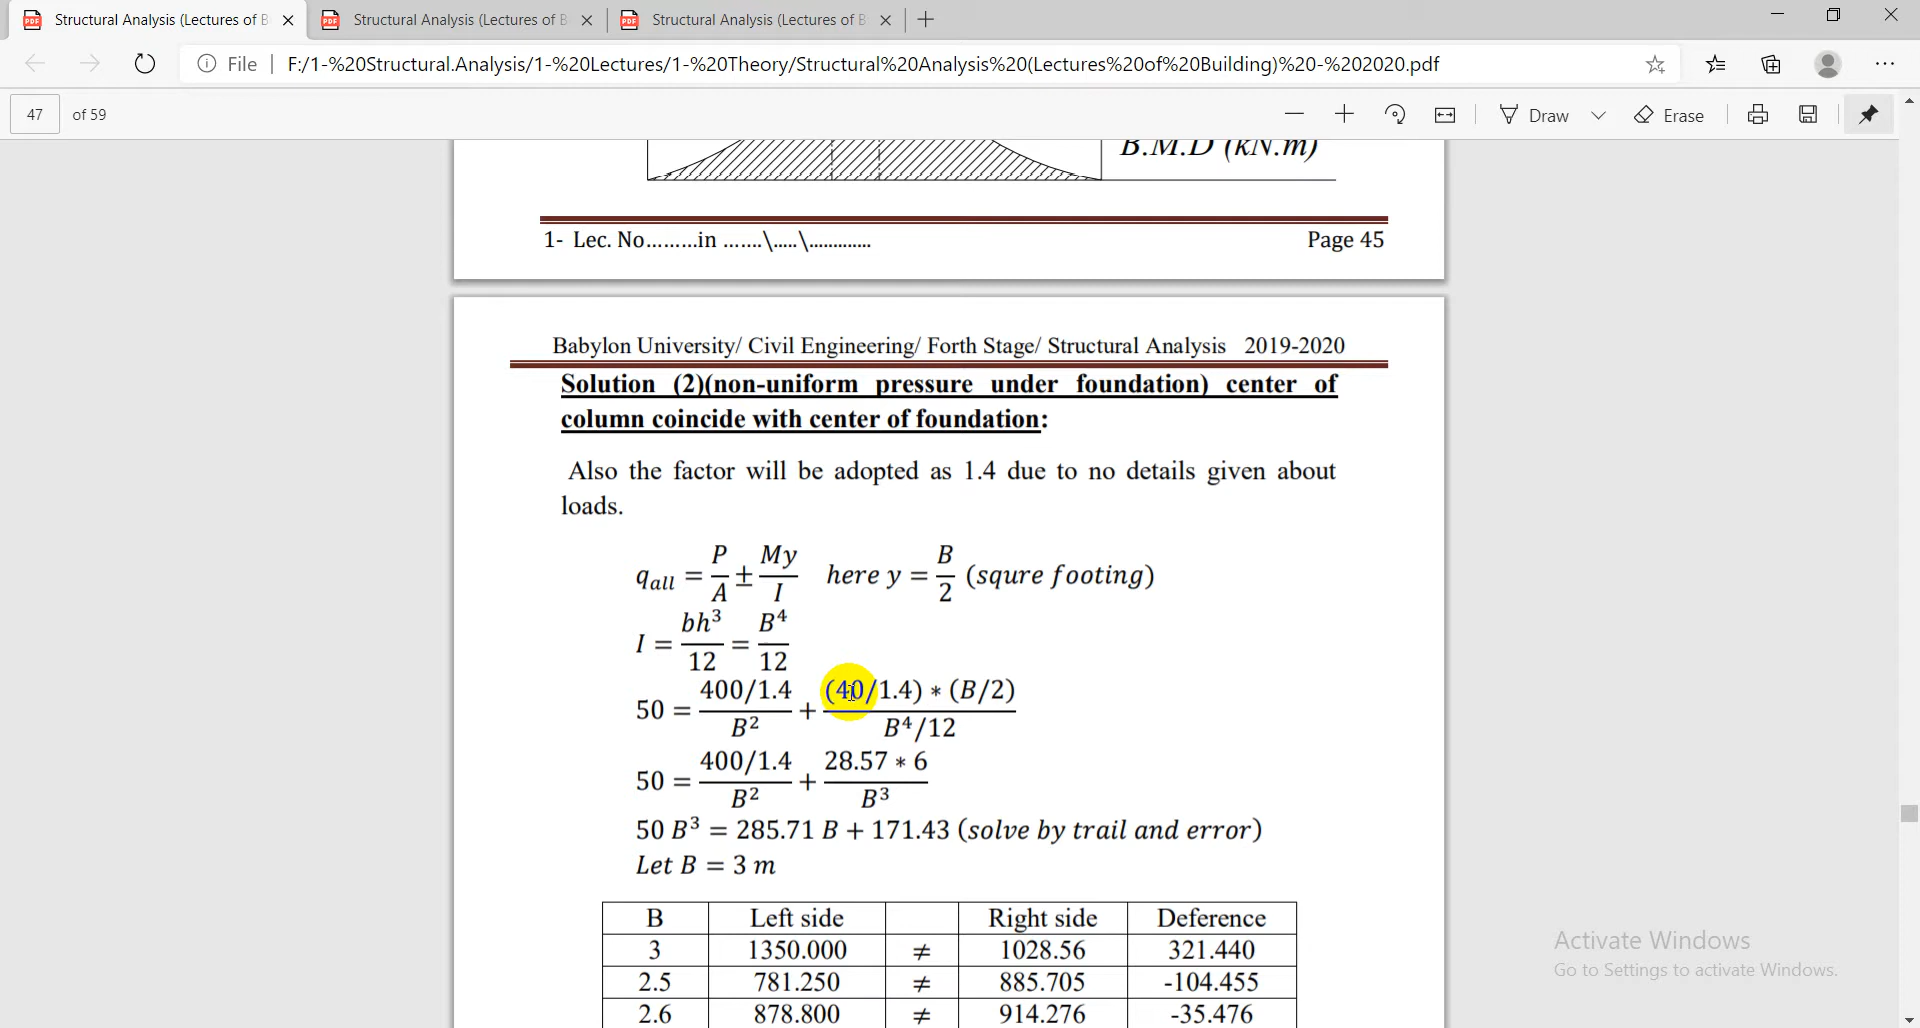 Structural Analysis (Lectures of B
Structural Analysis (Lectures of B
Structural Analysis (Lectures of B
File
F:/1-%20Structural.Analysis/1-%20Lectures/1-%20Theory/Structural%20Analysis%20(Lectures%20of%20Building)%20-%202020.pdf
47 of 59
Draw
Erase
B.M.D (kN.m)
1- Lec. No.........in .......\.....\............. Page 45
Babylon University/ Civil Engineering/ Forth Stage/ Structural Analysis 2019-2020
Solution (2)(non-uniform pressure under foundation) center of
column coincide with center of foundation:
Also the factor will be adopted as 1.4 due to no details given about
loads.
q_all = P/A ± My/I here y = B/2 (squre footing)
I = bh³/12 = B⁴/12
50 = 400/1.4 / B² + (40/1.4) * (B/2) / B⁴/12
50 = 400/1.4 / B² + 28.57 * 6 / B³
50 B³ = 285.71 B + 171.43 (solve by trail and error)
Let B = 3 m
B Left side Right side Deference
3 1350.000 ≠ 1028.56 321.440
2.5 781.250 ≠ 885.705 -104.455
2.6 878.800 ≠ 914.276 -35.476
Activate Windows
Go to Settings to activate Windows.